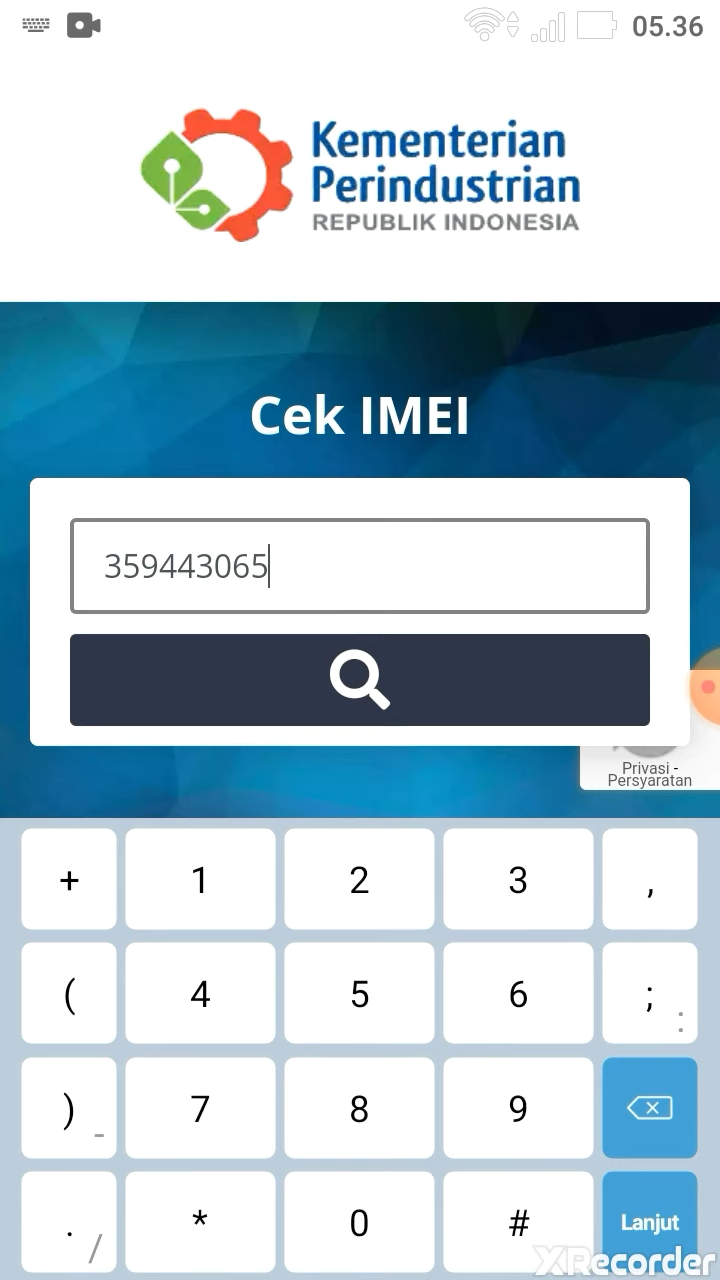 05.36
Kementerian
Perindustrian
REPUBLIK INDONESIA
Cek IMEI
359443065
Privasi -
Persyaratan
+ 1 2 3 ,
( 4 5 6 ; :
) - 7 8 9
. / * 0 # Lanjut
XRecorder